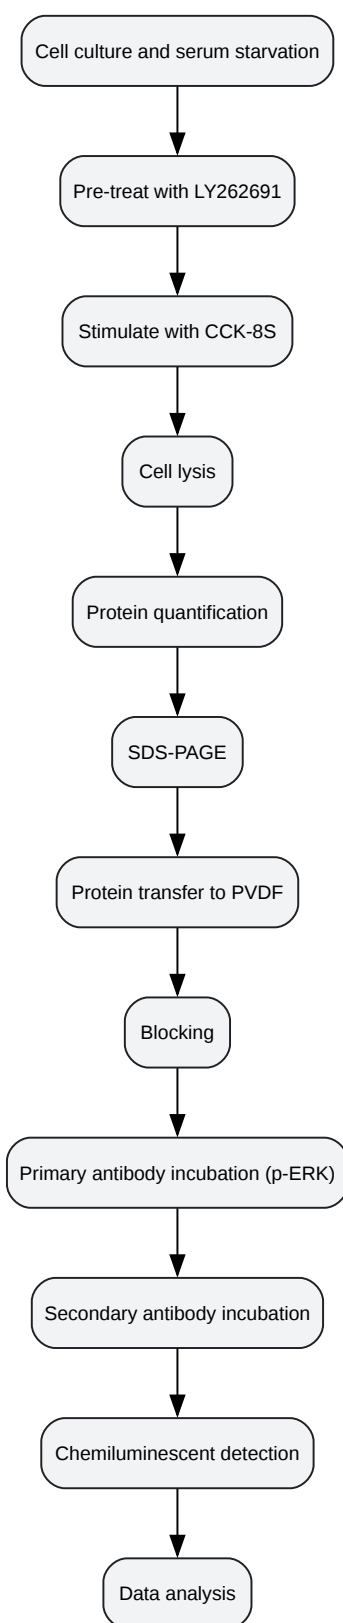 Cell culture and serum starvation
Pre-treat with LY262691
Stimulate with CCK-8S
Cell lysis
Protein quantification
SDS-PAGE
Protein transfer to PVDF
Blocking
Primary antibody incubation (p-ERK)
Secondary antibody incubation
Chemiluminescent detection
Data analysis